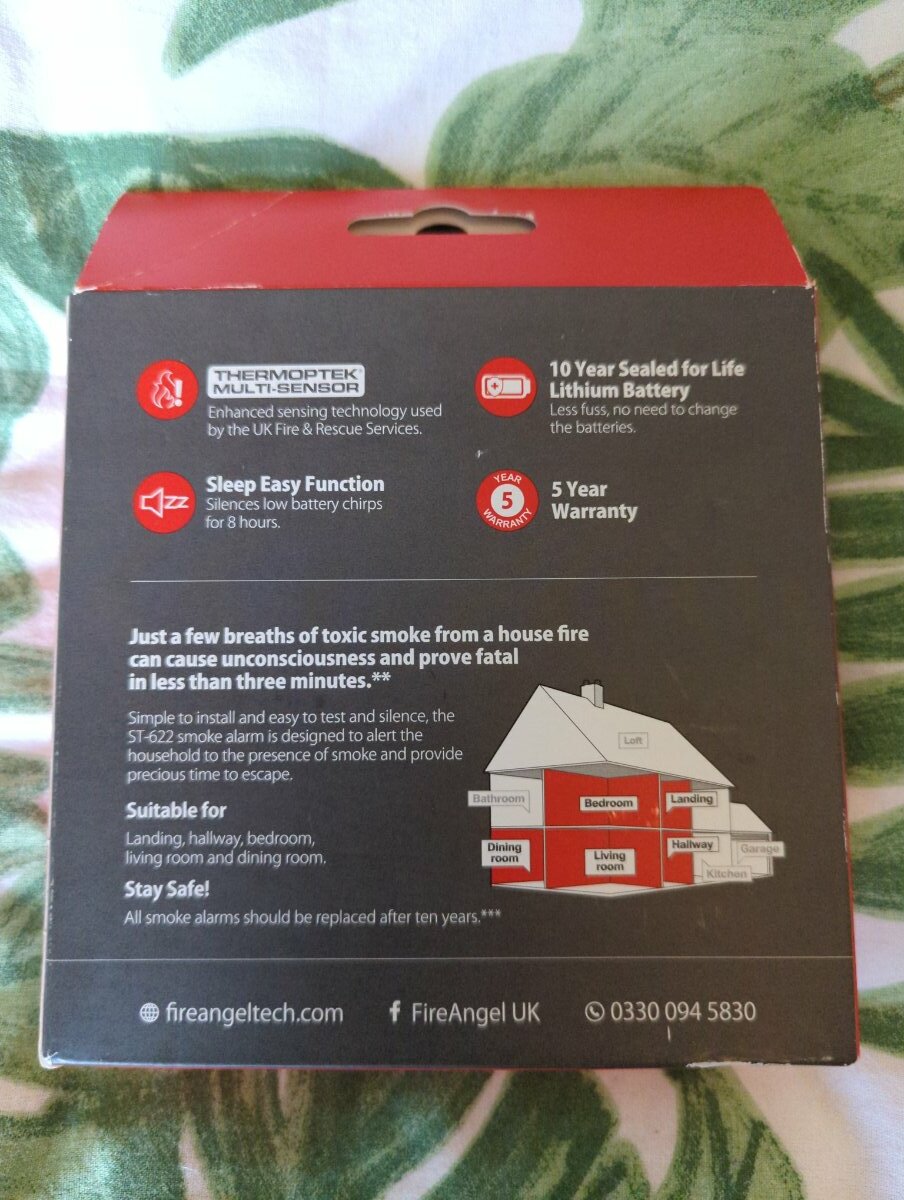 THERMOPTEK
MULTI-SENSOR
Enhanced sensing technology used
by the UK Fire & Rescue Services.
10 Year Sealed for Life
Lithium Battery
Less fuss, no need to change
the batteries.
Sleep Easy Function
Silences low battery chirps
for 8 hours.
YEAR
5
WARRANTY
5 Year
Warranty
Just a few breaths of toxic smoke from a house fire
can cause unconsciousness and prove fatal
in less than three minutes.**
Simple to install and easy to test and silence, the
ST-622 smoke alarm is designed to alert the
household to the presence of smoke and provide
precious time to escape.
Suitable for
Landing, hallway, bedroom,
living room and dining room.
Stay Safe!
All smoke alarms should be replaced after ten years.***
Loft
Bathroom
Bedroom
Landing
Dining
room
Living
room
Hallway
Kitchen
Garage
fireangeltech.com
FireAngel UK
0330 094 5830